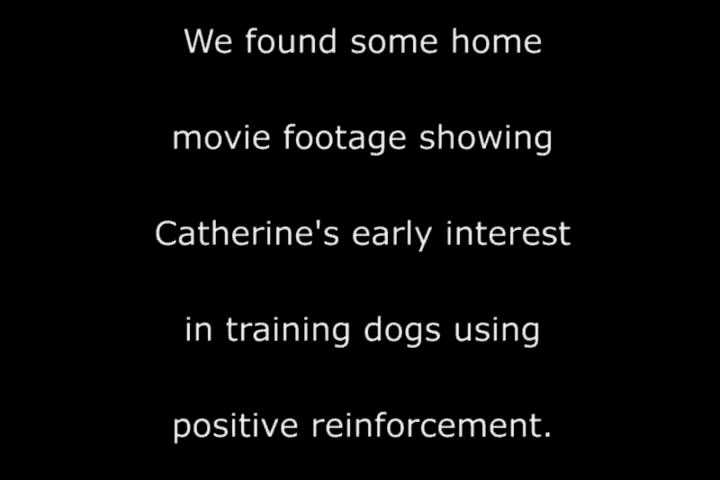 We found some home
movie footage showing
Catherine's early interest
in training dogs using
positive reinforcement.